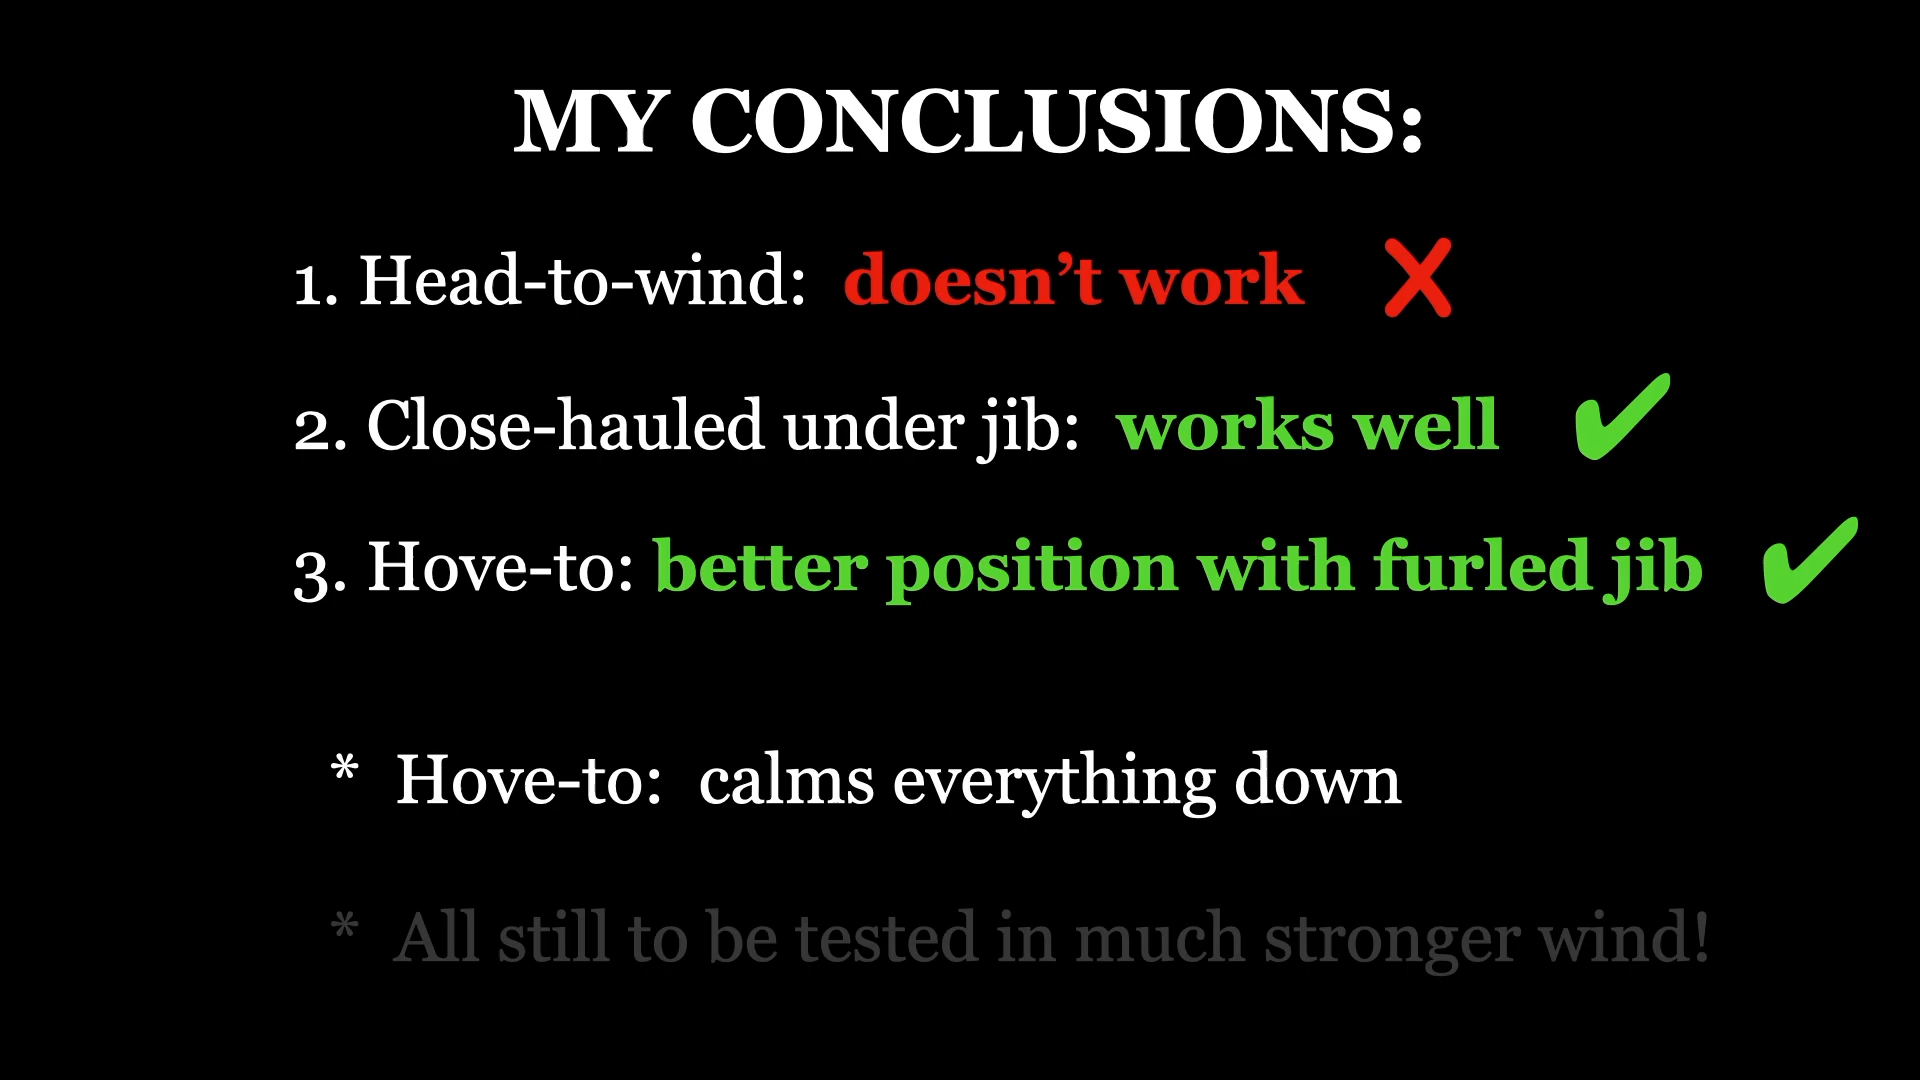 MY CONCLUSIONS:
1. Head-to-wind: doesn’t work ✗
2. Close-hauled under jib: works well ✔
3. Hove-to: better position with furled jib ✔
* Hove-to: calms everything down
* All still to be tested in much stronger wind!